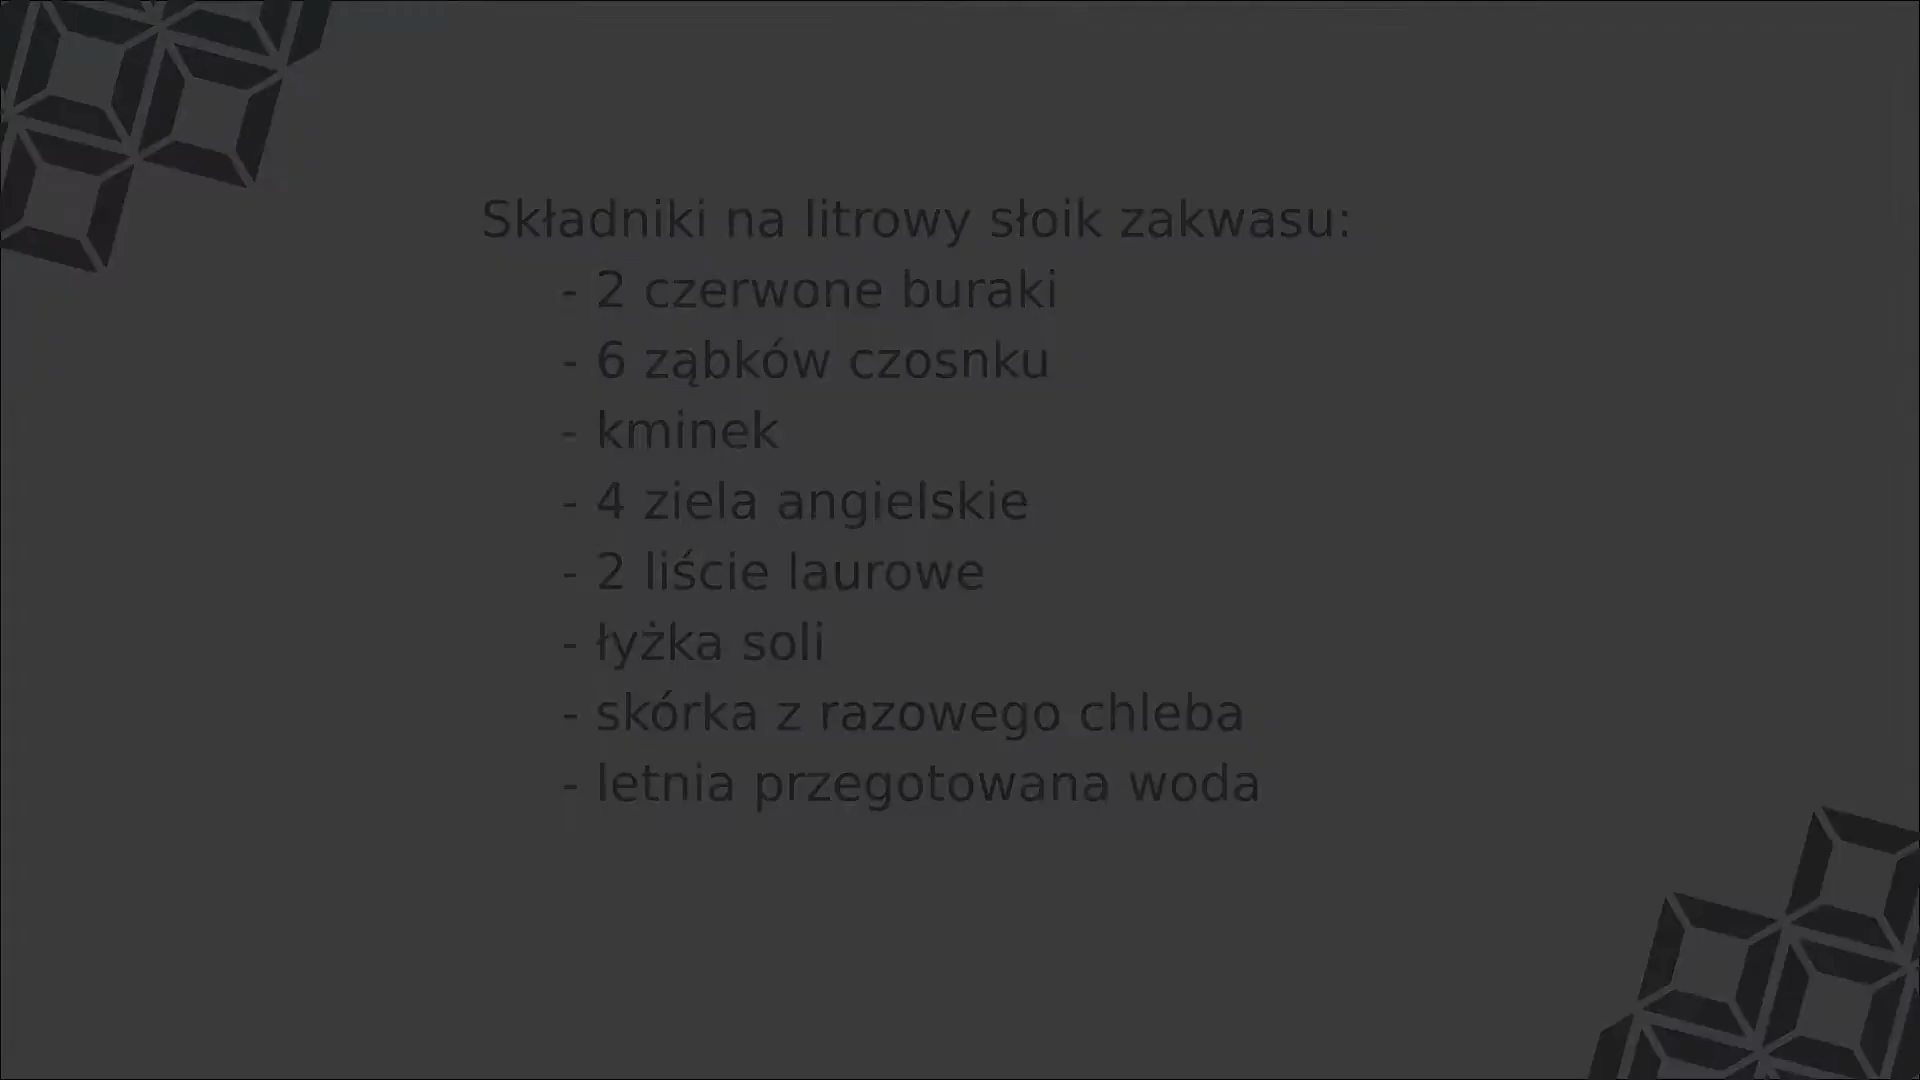 Składniki na litrowy słoik zakwasu:
- 2 czerwone buraki
- 6 ząbków czosnku
- kminek
- 4 ziela angielskie
- 2 liście laurowe
- łyżka soli
- skórka z razowego chleba
- letnia przegotowana woda